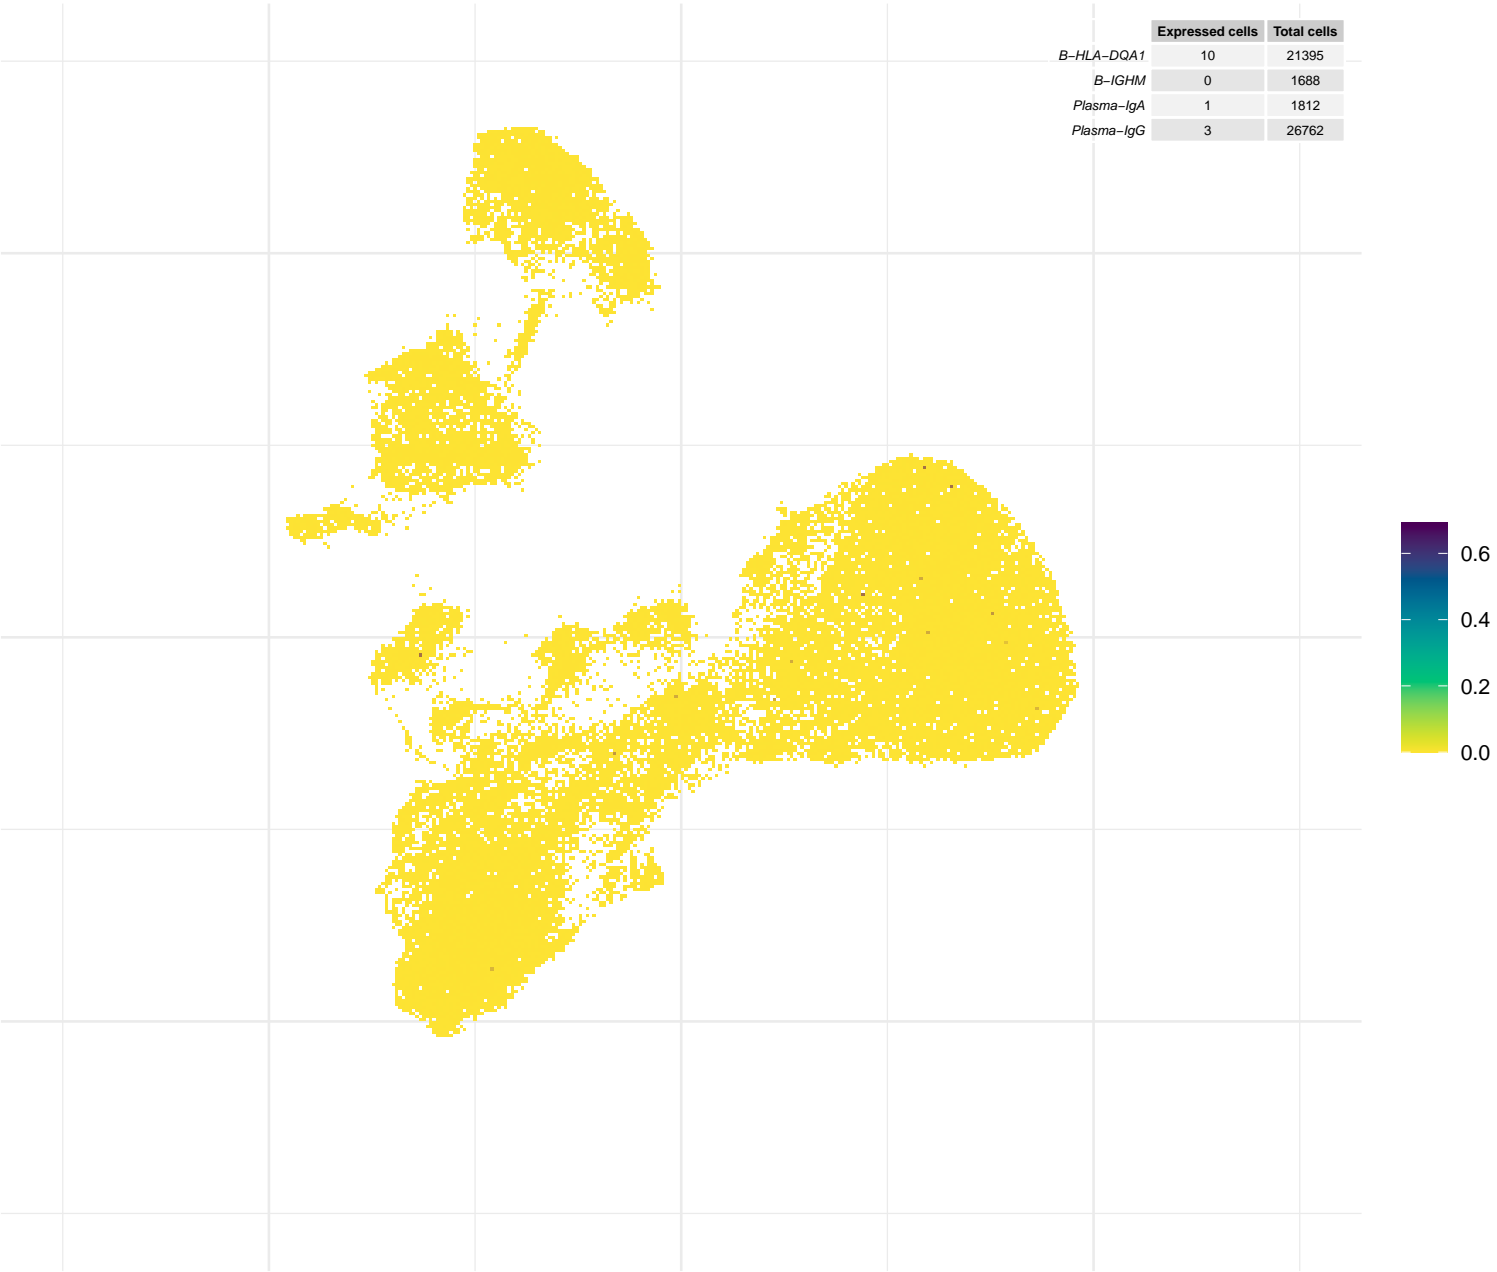 Expressed cells Total cells
B−HLA−DQA1 10 21395
B−IGHM 0 1688
Plasma−IgA 1 1812
Plasma−IgG 3 26762
0.6
0.4
0.2
0.0